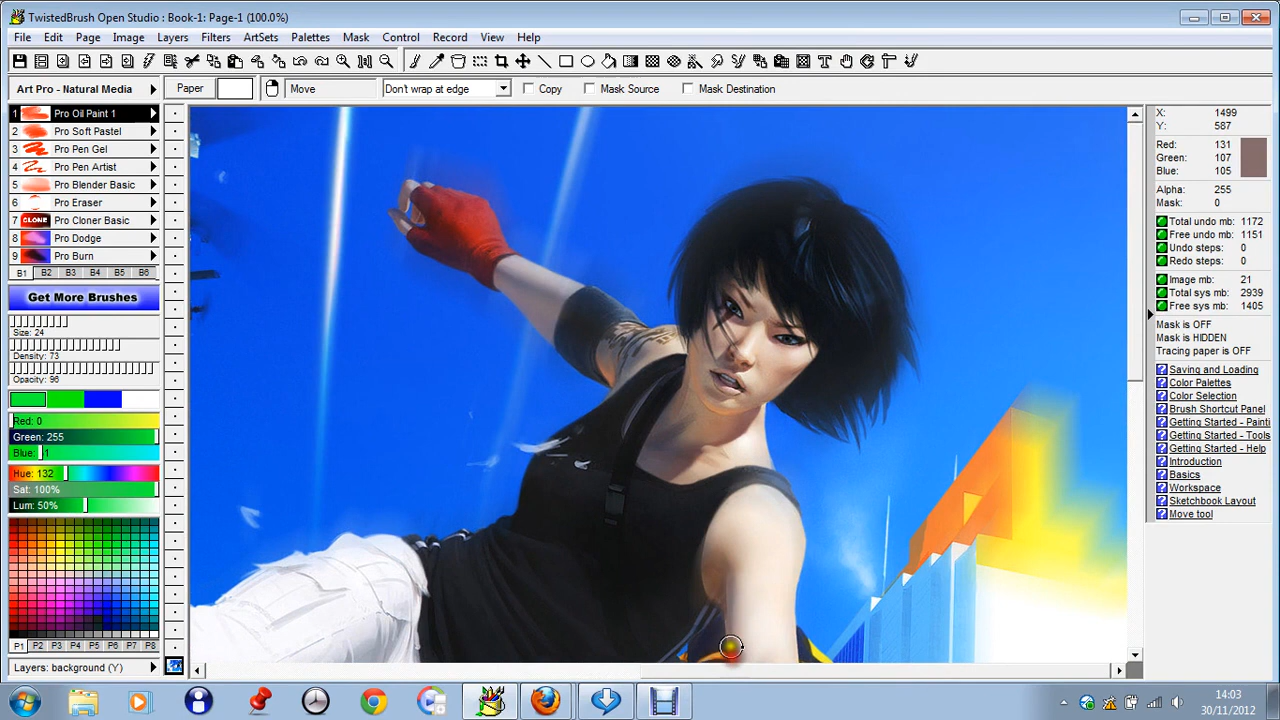 TwistedBrush Open Studio : Book-1: Page-1 (100.0%)
File Edit Page Image Layers Filters ArtSets Palettes Mask Control Record View Help
Art Pro - Natural Media
Paper
Move
Don't wrap at edge
Copy
Mask Source
Mask Destination
1 Pro Oil Paint 1
2 Pro Soft Pastel
3 Pro Pen Gel
4 Pro Pen Artist
5 Pro Blender Basic
6 Pro Eraser
7 CLONE Pro Cloner Basic
8 Pro Dodge
9 Pro Burn
B1 B2 B3 B4 B5 B6
Get More Brushes
Size: 24
Density: 73
Opacity: 96
Red: 0
Green: 255
Blue: 51
Hue: 132
Sat: 100%
Lum: 50%
P1 P2 P3 P4 P5 P6 P7 P8
Layers: background (Y)
X: 1499
Y: 587
Red: 131
Green: 107
Blue: 105
Alpha: 255
Mask: 0
Total undo mb: 1172
Free undo mb: 1151
Undo steps: 0
Redo steps: 0
Image mb: 21
Total sys mb: 2939
Free sys mb: 1405
Mask is OFF
Mask is HIDDEN
Tracing paper is OFF
Saving and Loading
Color Palettes
Color Selection
Brush Shortcut Panel
Getting Started - Painti
Getting Started - Tools
Getting Started - Help
Introduction
Basics
Workspace
Sketchbook Layout
Move tool
14:03
30/11/2012